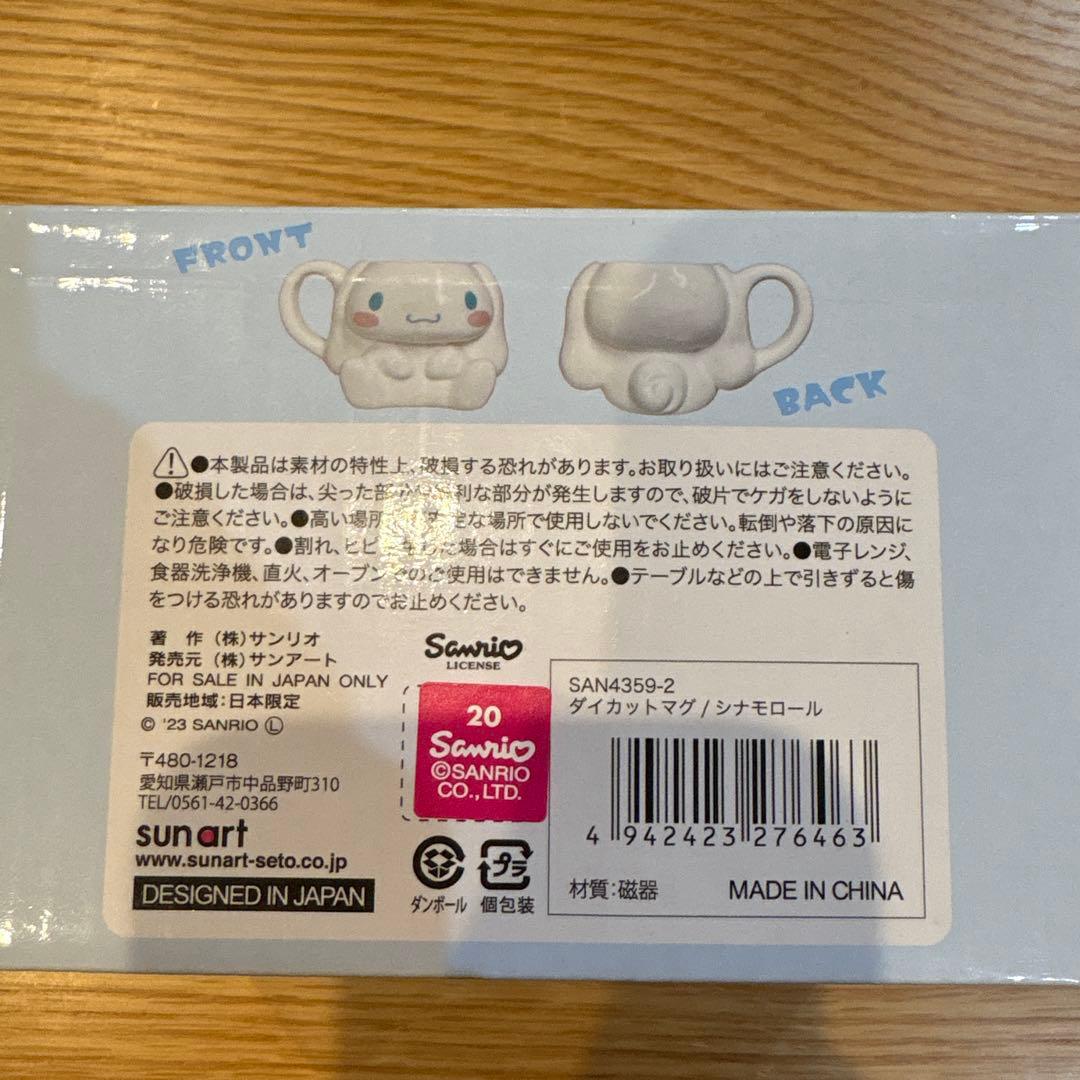 FRONT
BACK
●本製品は素材の特性上、破損する恐れがあります。お取り扱いにはご注意ください。
●破損した場合は、尖った部分や鋭利な部分が発生しますので、破片でケガをしないように
ご注意ください。●高い場所や不安定な場所で使用しないでください。転倒や落下の原因に
なり危険です。●割れ、ヒビ 生じた場合はすぐにご使用をお止めください。●電子レンジ、
食器洗浄機、直火、オーブンでのご使用はできません。●テーブルなどの上で引きずると傷
をつける恐れがありますのでお止めください。
著 作（株）サンリオ
発売元（株）サンアート
FOR SALE IN JAPAN ONLY
販売地域：日本限定
© '23 SANRIO Ⓛ
〒480-1218
愛知県瀬戸市中品野町310
TEL/0561-42-0366
sunart
www.sunart-seto.co.jp
DESIGNED IN JAPAN
Sanrio
LICENSE
20
Sanrio
©SANRIO
CO., LTD.
プラ
ダンボール 個包装
SAN4359-2
ダイカットマグ / シナモロール
4 942423 276463
材質：磁器 MADE IN CHINA